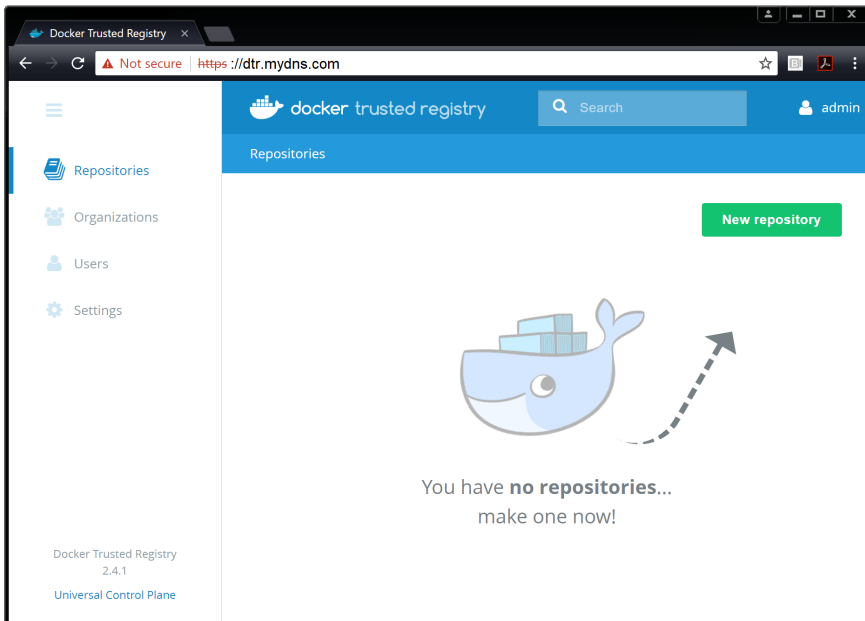 Docker Trusted Registry
Not secure https ://dtr.mydns.com
docker trusted registry
Search
admin
Repositories
Repositories
Organizations
Users
Settings
New repository
You have no repositories...
make one now!
Docker Trusted Registry
2.4.1
Universal Control Plane